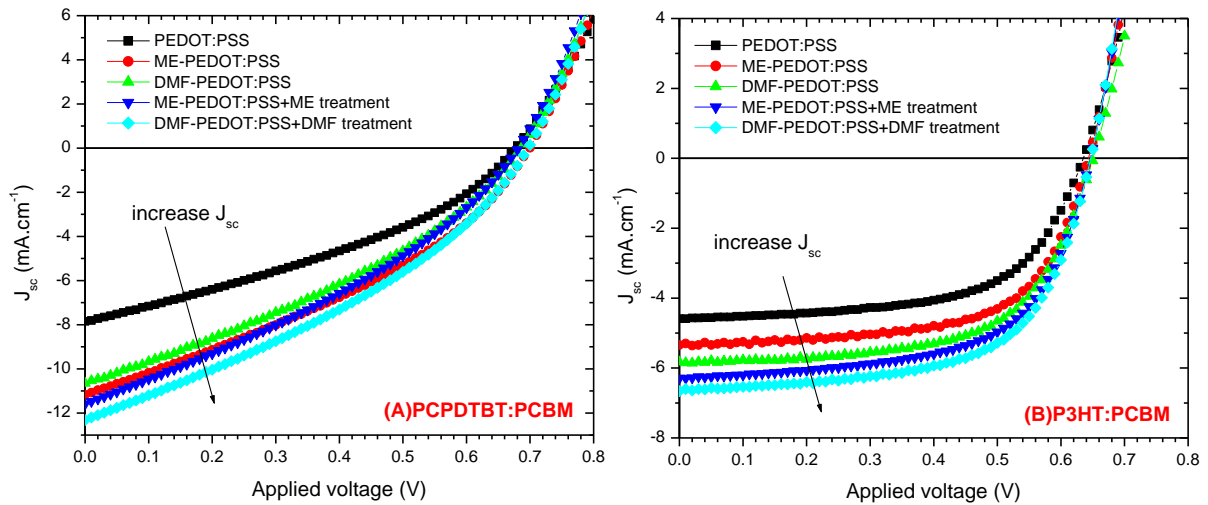 6
4
2
0
-2
-4
-6
-8
-10
-12
J_sc (mA.cm^-1)
PEDOT:PSS
ME-PEDOT:PSS
DMF-PEDOT:PSS
ME-PEDOT:PSS+ME treatment
DMF-PEDOT:PSS+DMF treatment
increase J_sc
(A)PCPDTBT:PCBM
0.0 0.1 0.2 0.3 0.4 0.5 0.6 0.7 0.8
Applied voltage (V)
4
2
0
-2
-4
-6
-8
J_sc (mA.cm^-1)
PEDOT:PSS
ME-PEDOT:PSS
DMF-PEDOT:PSS
ME-PEDOT:PSS+ME treatment
DMF-PEDOT:PSS+DMF treatment
increase J_sc
(B)P3HT:PCBM
0.0 0.1 0.2 0.3 0.4 0.5 0.6 0.7 0.8
Applied voltage (V)